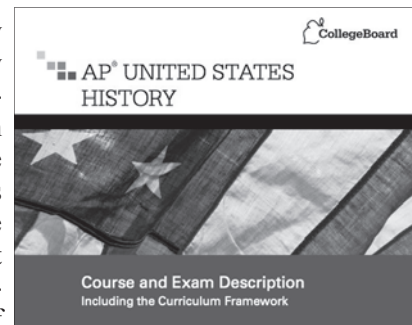 CollegeBoard
AP® UNITED STATES
HISTORY
Course and Exam Description
Including the Curriculum Framework